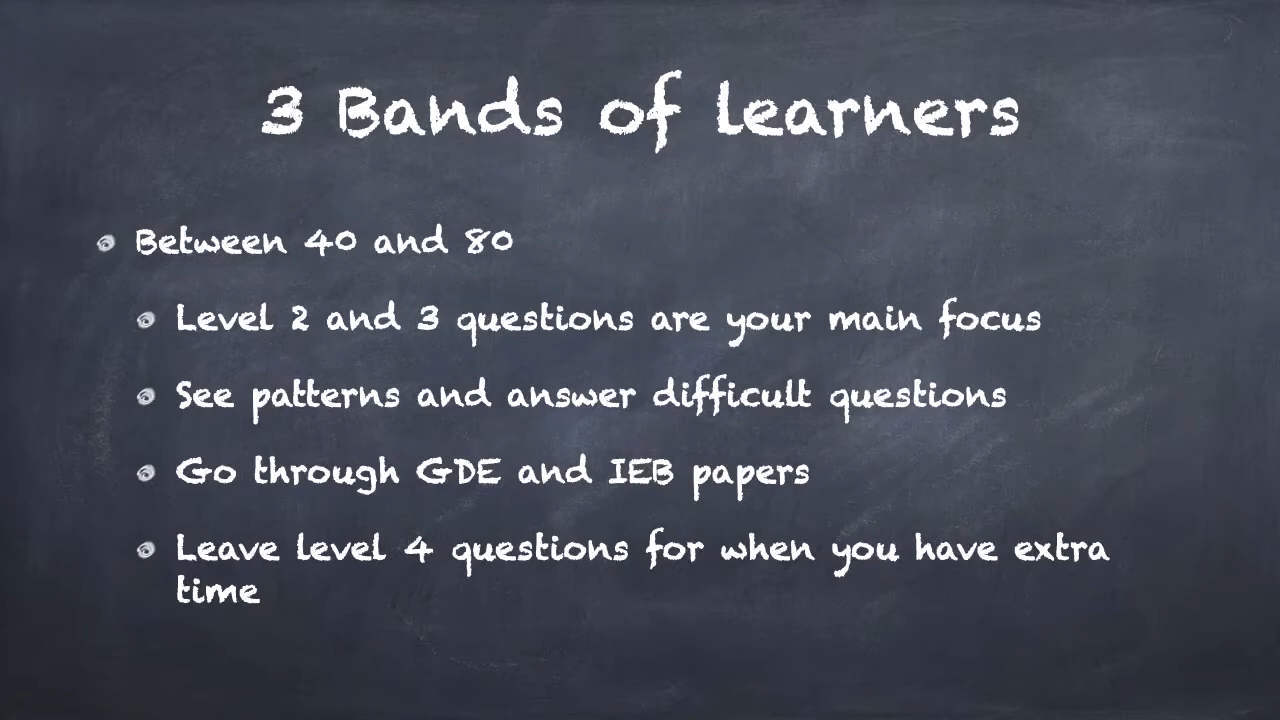 3 Bands of learners
Between 40 and 80
Level 2 and 3 questions are your main focus
See patterns and answer difficult questions
Go through GDE and IEB papers
Leave level 4 questions for when you have extra
time